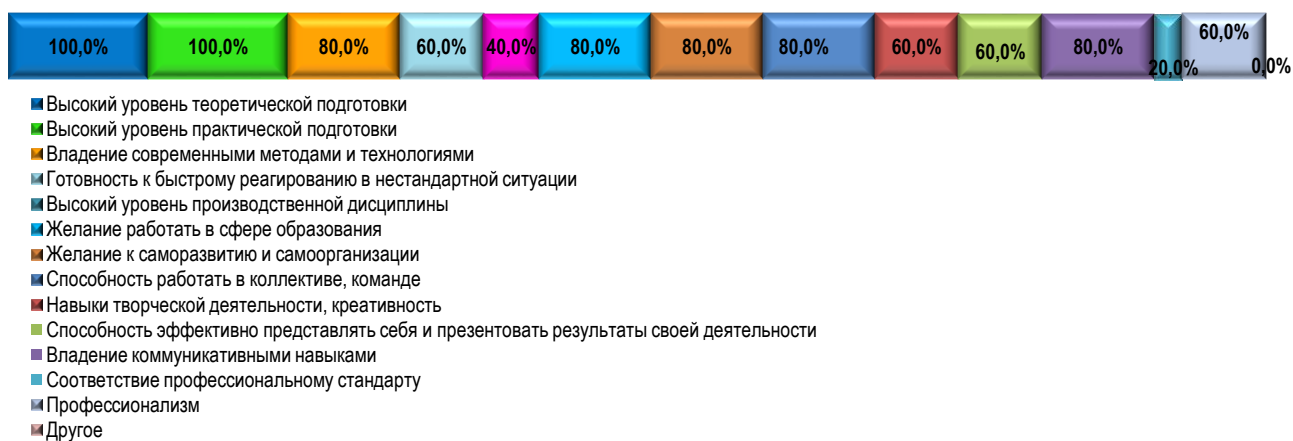 100,0% 100,0% 80,0% 60,0% 40,0% 80,0% 80,0% 80,0% 60,0% 60,0% 80,0% 20,0% 60,0% 0,0%
Высокий уровень теоретической подготовки
Высокий уровень практической подготовки
Владение современными методами и технологиями
Готовность к быстрому реагированию в нестандартной ситуации
Высокий уровень производственной дисциплины
Желание работать в сфере образования
Желание к саморазвитию и самоорганизации
Способность работать в коллективе, команде
Навыки творческой деятельности, креативность
Способность эффективно представлять себя и презентовать результаты своей деятельности
Владение коммуникативными навыками
Соответствие профессиональному стандарту
Профессионализм
Другое